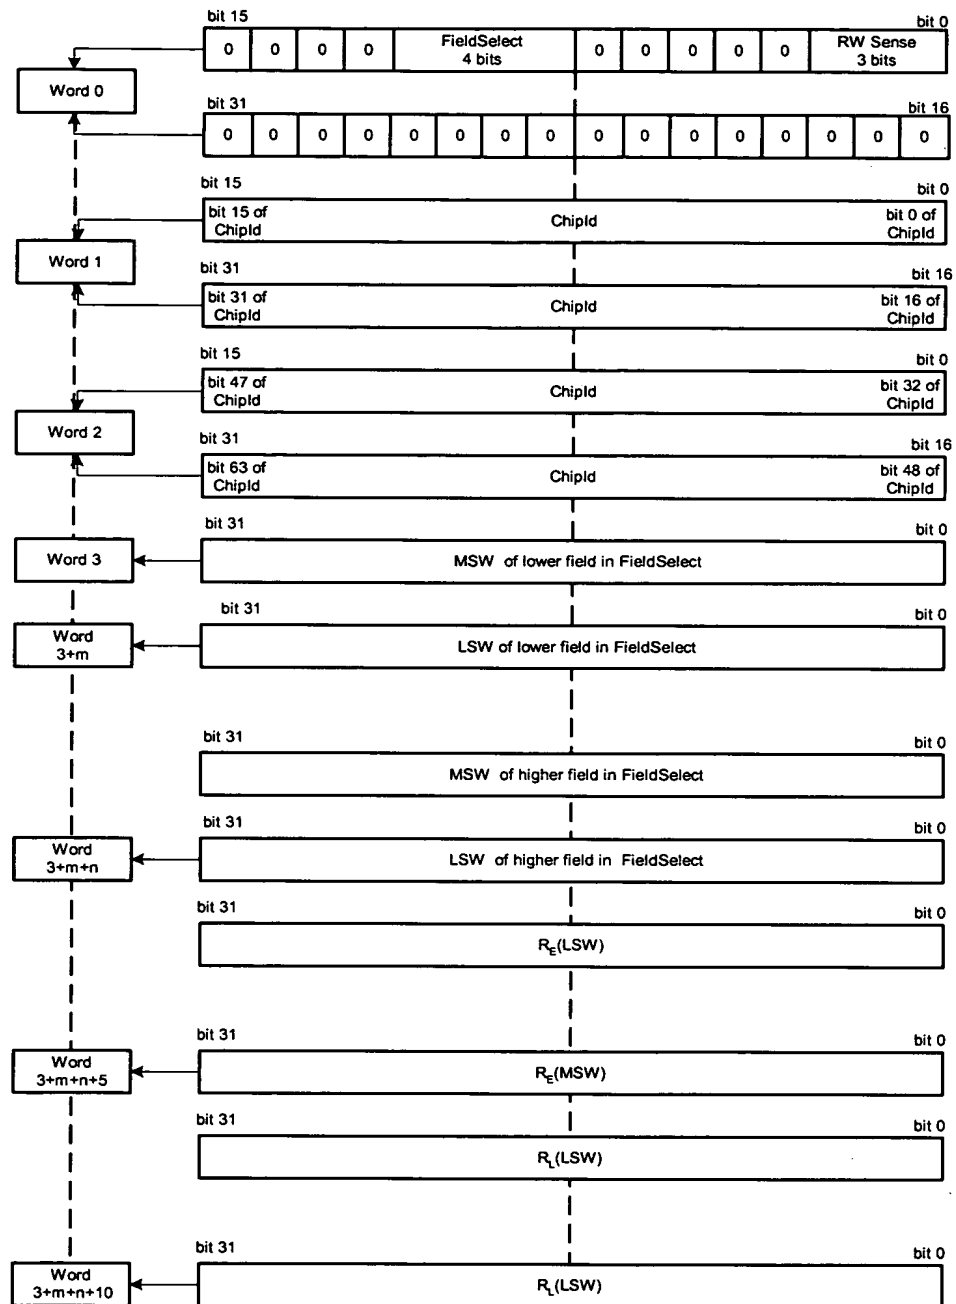 bit 15 bit 0
0 0 0 0 FieldSelect 4 bits 0 0 0 0 0 RW Sense 3 bits
Word 0
bit 31 bit 16
0 0 0 0 0 0 0 0 0 0 0 0 0 0 0 0
bit 15 bit 0
bit 15 of ChipId ChipId bit 0 of ChipId
Word 1
bit 31 bit 16
bit 31 of ChipId ChipId bit 16 of ChipId
bit 15 bit 0
bit 47 of ChipId ChipId bit 32 of ChipId
Word 2
bit 31 bit 16
bit 63 of ChipId ChipId bit 48 of ChipId
bit 31 bit 0
Word 3 MSW of lower field in FieldSelect
bit 31 bit 0
Word 3+m LSW of lower field in FieldSelect
bit 31 bit 0
MSW of higher field in FieldSelect
bit 31 bit 0
Word 3+m+n LSW of higher field in FieldSelect
bit 31 bit 0
RE(LSW)
bit 31 bit 0
Word 3+m+n+5 RE(MSW)
bit 31 bit 0
RL(LSW)
bit 31 bit 0
Word 3+m+n+10 RL(LSW)